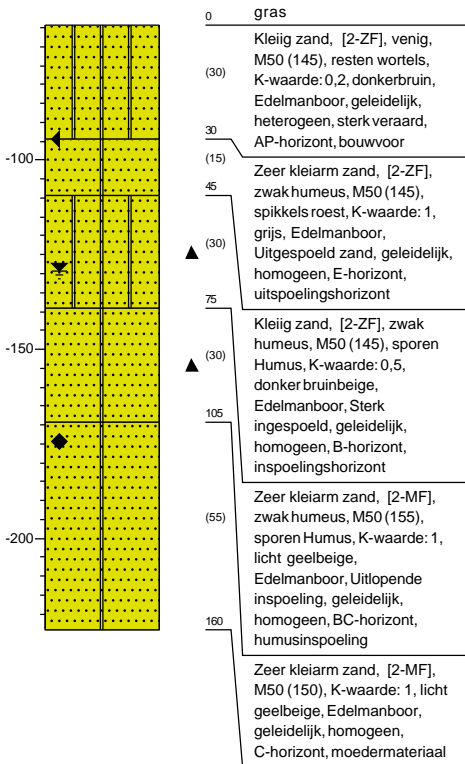 0 gras
Kleiig zand, [2-ZF], venig,
M50 (145), resten wortels,
(30) K-waarde: 0,2, donkerbruin,
Edelmanboor, geleidelijk,
heterogeen, sterk veraard,
30 AP-horizont, bouwvoor
-100 (15)
Zeer kleiarm zand, [2-ZF],
45 zwak humeus, M50 (145),
spikkels roest, K-waarde: 1,
(30) grijs, Edelmanboor,
Uitgespoeld zand, geleidelijk,
homogeen, E-horizont,
uitspoelingshorizont
75
Kleiig zand, [2-ZF], zwak
-150 (30) humeus, M50 (145), sporen
Humus, K-waarde: 0,5,
donker bruinbeige,
Edelmanboor, Sterk
105 ingespoeld, geleidelijk,
homogeen, B-horizont,
inspoelingshorizont
Zeer kleiarm zand, [2-MF],
(55) zwak humeus, M50 (155),
-200 sporen Humus, K-waarde: 1,
licht geelbeige,
Edelmanboor, Uitlopende
inspoeling, geleidelijk,
homogeen, BC-horizont,
160 humusinspoeling
Zeer kleiarm zand, [2-MF],
M50 (150), K-waarde: 1, licht
geelbeige, Edelmanboor,
geleidelijk, homogeen,
C-horizont, moedermateriaal